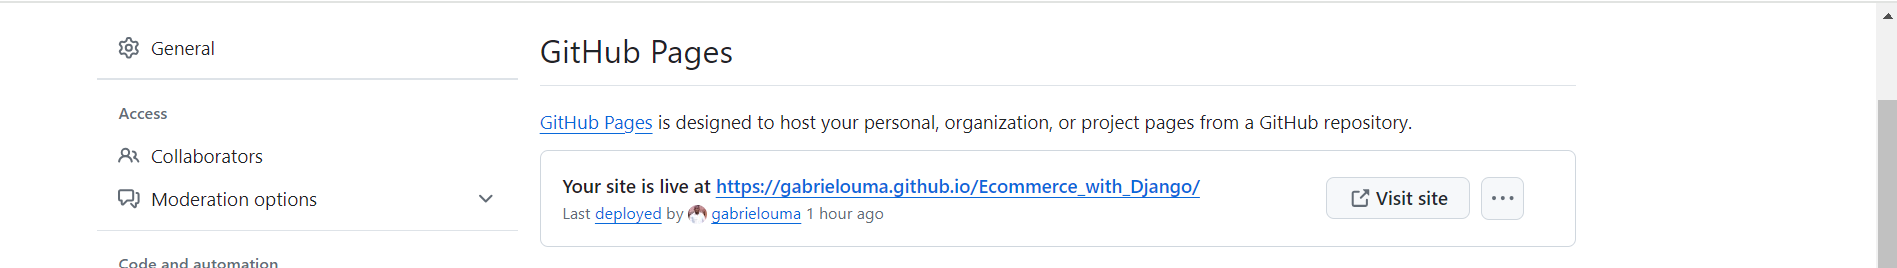 General
Access
Collaborators
Moderation options
Code and automation
GitHub Pages
GitHub Pages is designed to host your personal, organization, or project pages from a GitHub repository.
Your site is live at https://gabrielouma.github.io/Ecommerce_with_Django/
Last deployed by gabrielouma 1 hour ago
Visit site